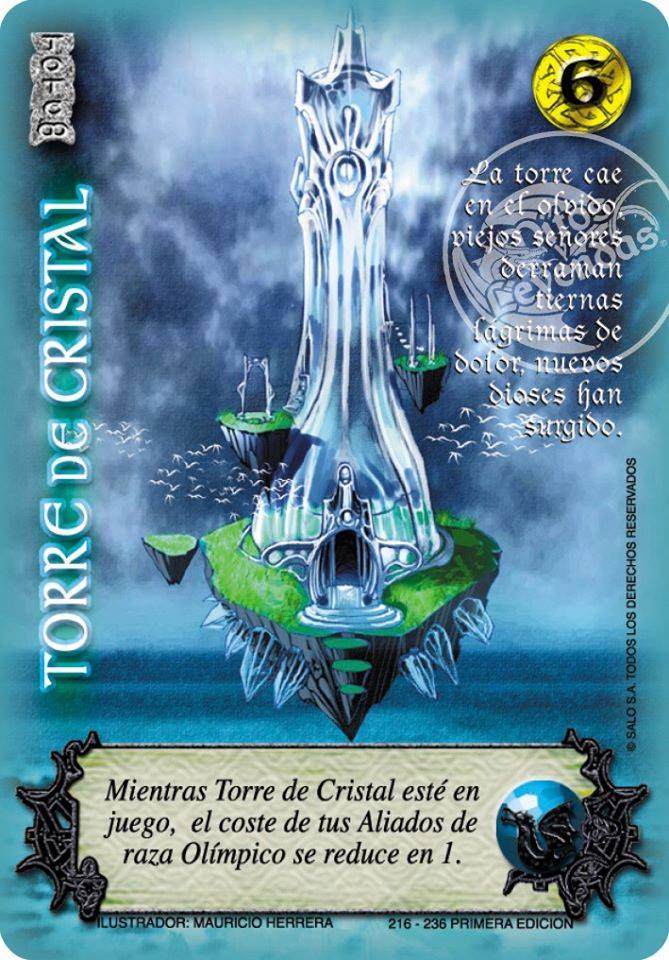 6
TORRE DE CRISTAL
La torre cae
en el olvido,
viejos señores
derraman
tiernas
lágrimas de
dolor, nuevos
dioses han
surgido.
Mitos y
Leyendas
© SALO S.A. TODOS LOS DERECHOS RESERVADOS
Mientras Torre de Cristal esté en
juego, el coste de tus Aliados de
raza Olímpico se reduce en 1.
ILUSTRADOR: MAURICIO HERRERA 216 - 236 PRIMERA EDICION